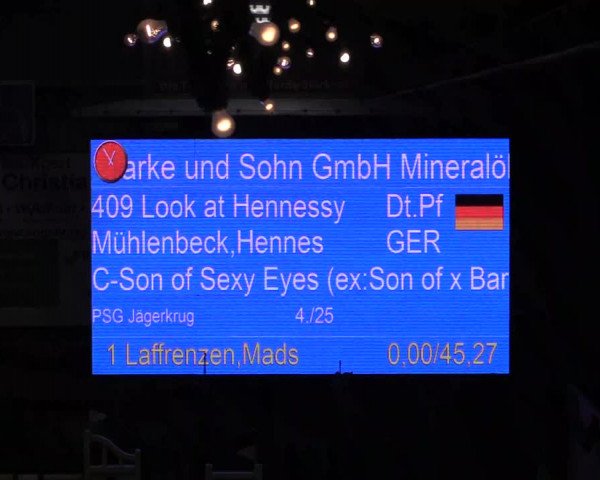 arke und Sohn GmbH Mineralöl
409 Look at Hennessy Dt.Pf
Mühlenbeck,Hennes GER
C-Son of Sexy Eyes (ex:Son of x Bar
PSG Jägerkrug 4./25
1 Laffrenzen,Mads 0,00/45,27
Christia